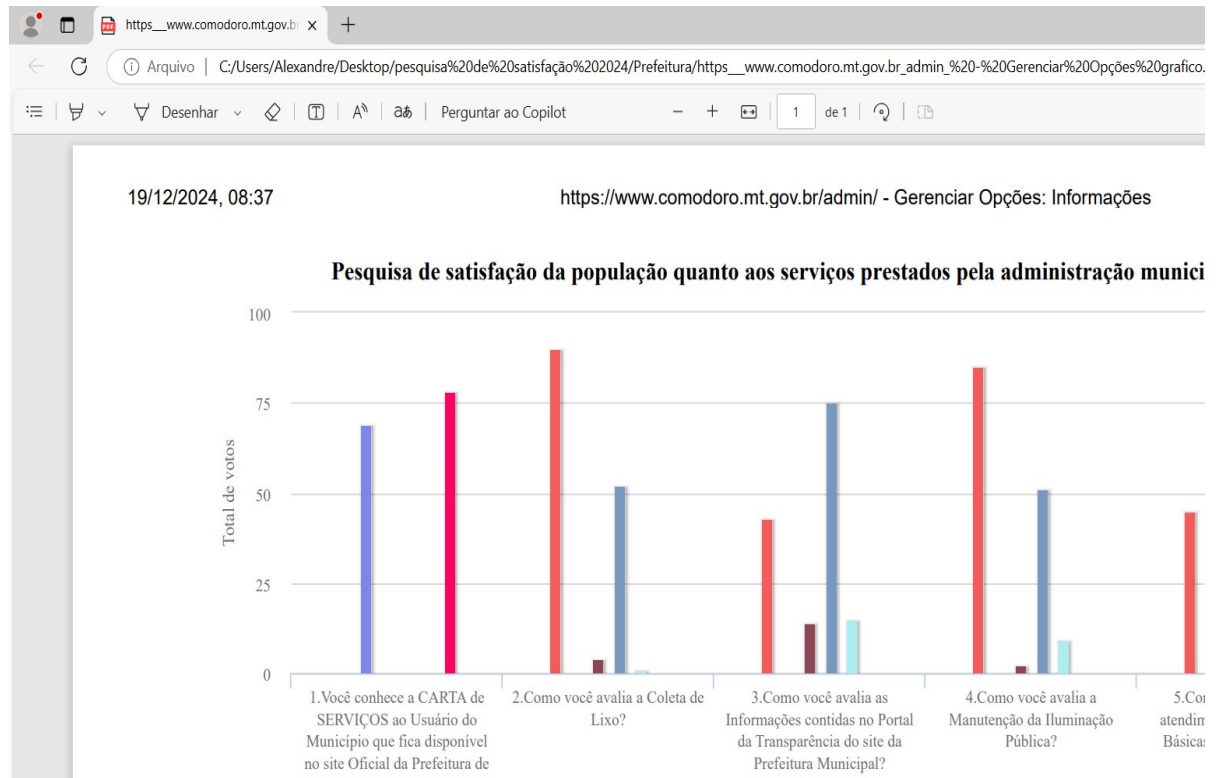 https__www.comodoro.mt.gov.br
Arquivo | C:/Users/Alexandre/Desktop/pesquisa%20de%20satisfação%202024/Prefeitura/https__www.comodoro.mt.gov.br_admin_%20-%20Gerenciar%20Opções%20grafico.
Desenhar
Perguntar ao Copilot
1 de 1
19/12/2024, 08:37 https://www.comodoro.mt.gov.br/admin/ - Gerenciar Opções: Informações
Pesquisa de satisfação da população quanto aos serviços prestados pela administração munici
100
75
50
25
0
Total de votos
1.Você conhece a CARTA de
SERVIÇOS ao Usuário do
Município que fica disponível
no site Oficial da Prefeitura de
2.Como você avalia a Coleta de
Lixo?
3.Como você avalia as
Informações contidas no Portal
da Transparência do site da
Prefeitura Municipal?
4.Como você avalia a
Manutenção da Iluminação
Pública?
5.Co
atendim
Básicas